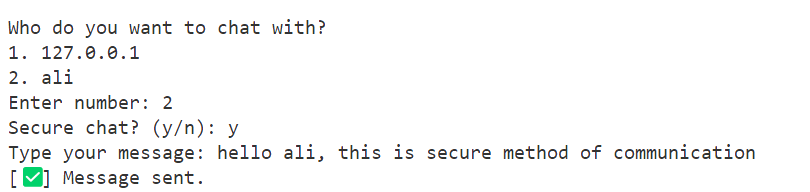 Who do you want to chat with?
1. 127.0.0.1
2. ali
Enter number: 2
Secure chat? (y/n): y
Type your message: hello ali, this is secure method of communication
[✅] Message sent.